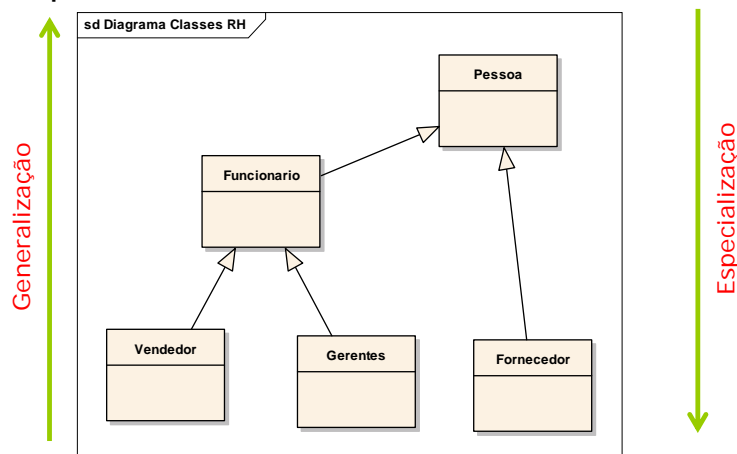 sd Diagrama Classes RH
Pessoa
Funcionario
Vendedor
Gerentes
Fornecedor
Generalização
Especialização